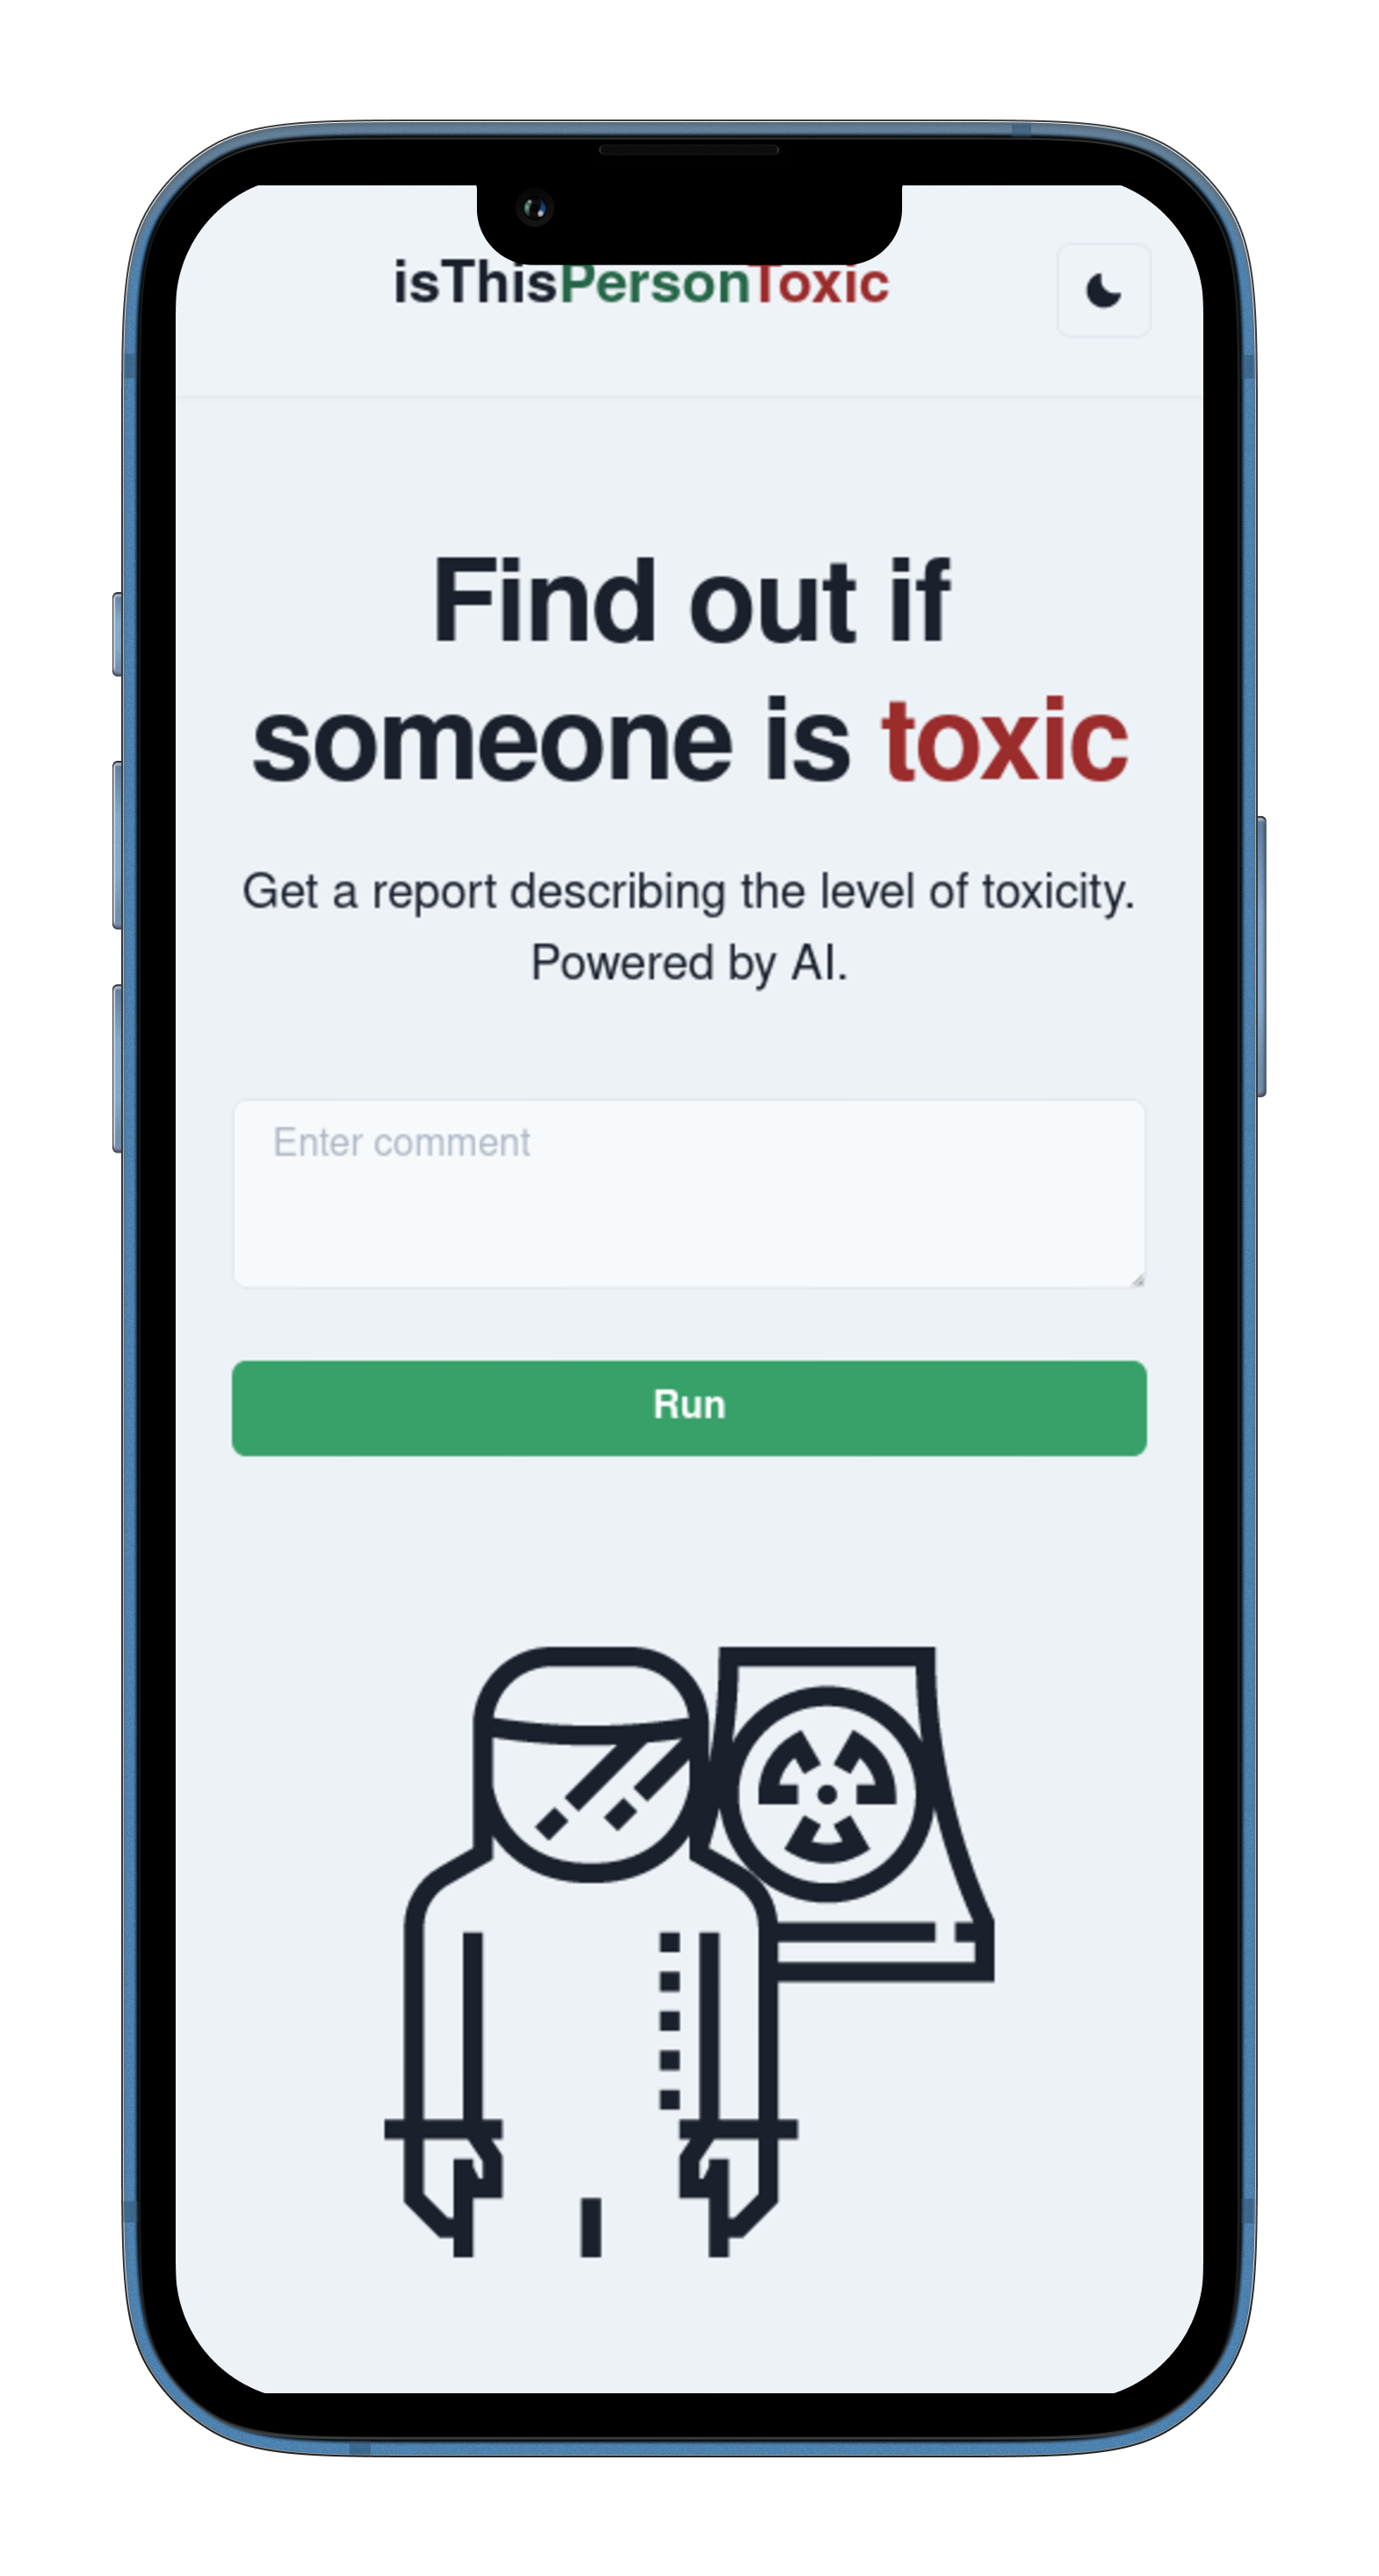 isThisPersonToxic
Find out if
someone is toxic
Get a report describing the level of toxicity.
Powered by AI.
Enter comment
Run